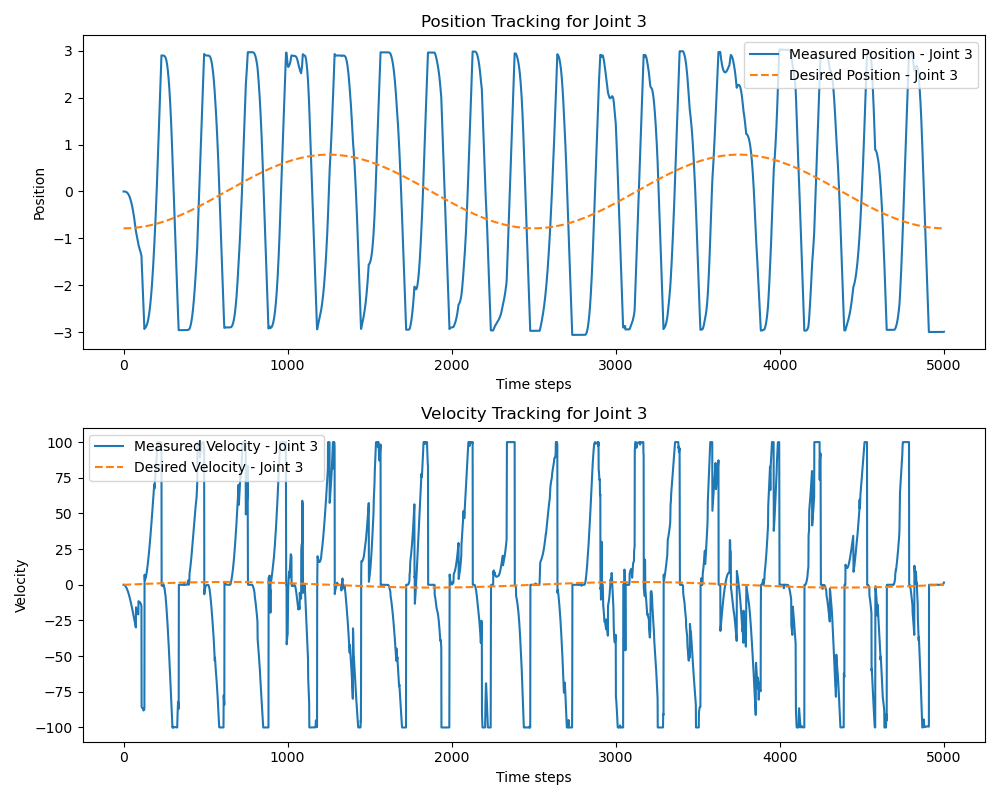 Position Tracking for Joint 3
3
2
1
0
−1
−2
−3
Position
Measured Position - Joint 3
Desired Position - Joint 3
0
1000
2000
3000
4000
5000
Time steps
Velocity Tracking for Joint 3
100
75
50
25
0
−25
−50
−75
−100
Velocity
Measured Velocity - Joint 3
Desired Velocity - Joint 3
0
1000
2000
3000
4000
5000
Time steps